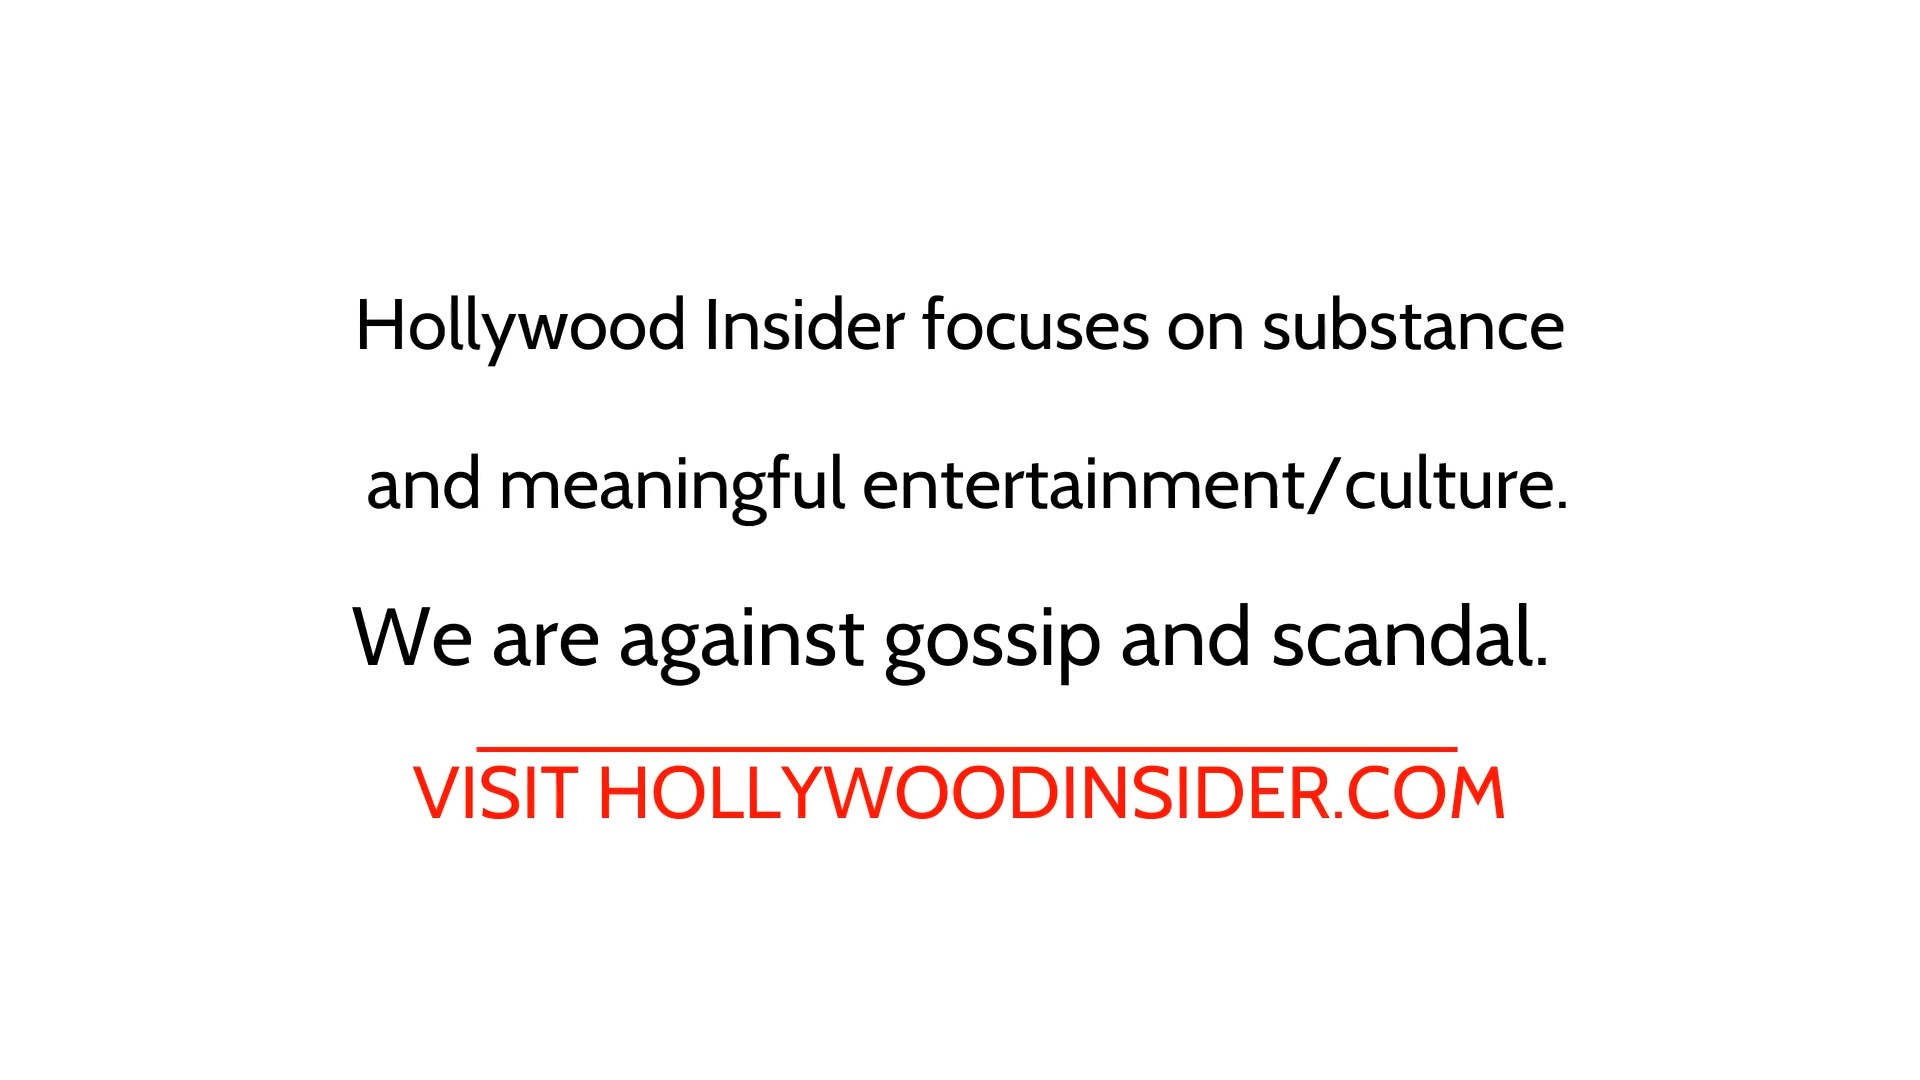 Hollywood Insider focuses on substance
and meaningful entertainment/culture.
We are against gossip and scandal.
VISIT HOLLYWOODINSIDER.COM